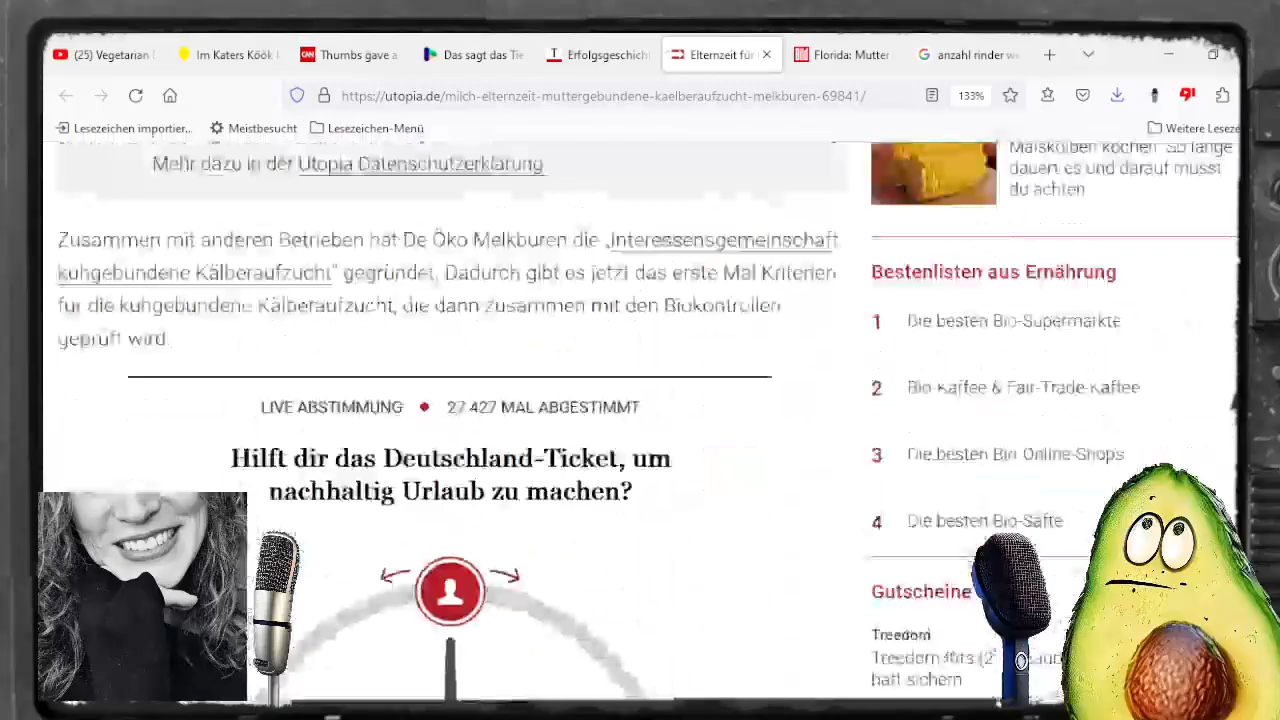 (25) Vegetarian
Im Katers Köök
CNN
Thumbs gave a
Das sagt das Tie
Erfolgsgeschich
Elternzeit für
Florida: Mutter
anzahl rinder we
https://utopia.de/milch-elternzeit-muttergebundene-kaelberaufzucht-melkburen-69841/
133%
Lesezeichen importier...
Meistbesucht
Lesezeichen-Menü
Weitere Leseze
Mehr dazu in der Utopia Datenschutzerklärung
Maiskolben kochen: So lange
dauert es und darauf musst
du achten
Zusammen mit anderen Betrieben hat De Öko Melkburen die „Interessensgemeinschaft
kuhgebundene Kälberaufzucht" gegründet. Dadurch gibt es jetzt das erste Mal Kriterien
für die kuhgebundene Kälberaufzucht, die dann zusammen mit den Biokontrollen
geprüft wird.
Bestenlisten aus Ernährung
1 Die besten Bio-Supermärkte
2 Bio-Kaffee & Fair-Trade-Kaffee
3 Die besten Bio Online-Shops
4 Die besten Bio-Säfte
LIVE ABSTIMMUNG ● 27.427 MAL ABGESTIMMT
Hilft dir das Deutschland-Ticket, um
nachhaltig Urlaub zu machen?
Gutscheine
Treedom
haft sichern